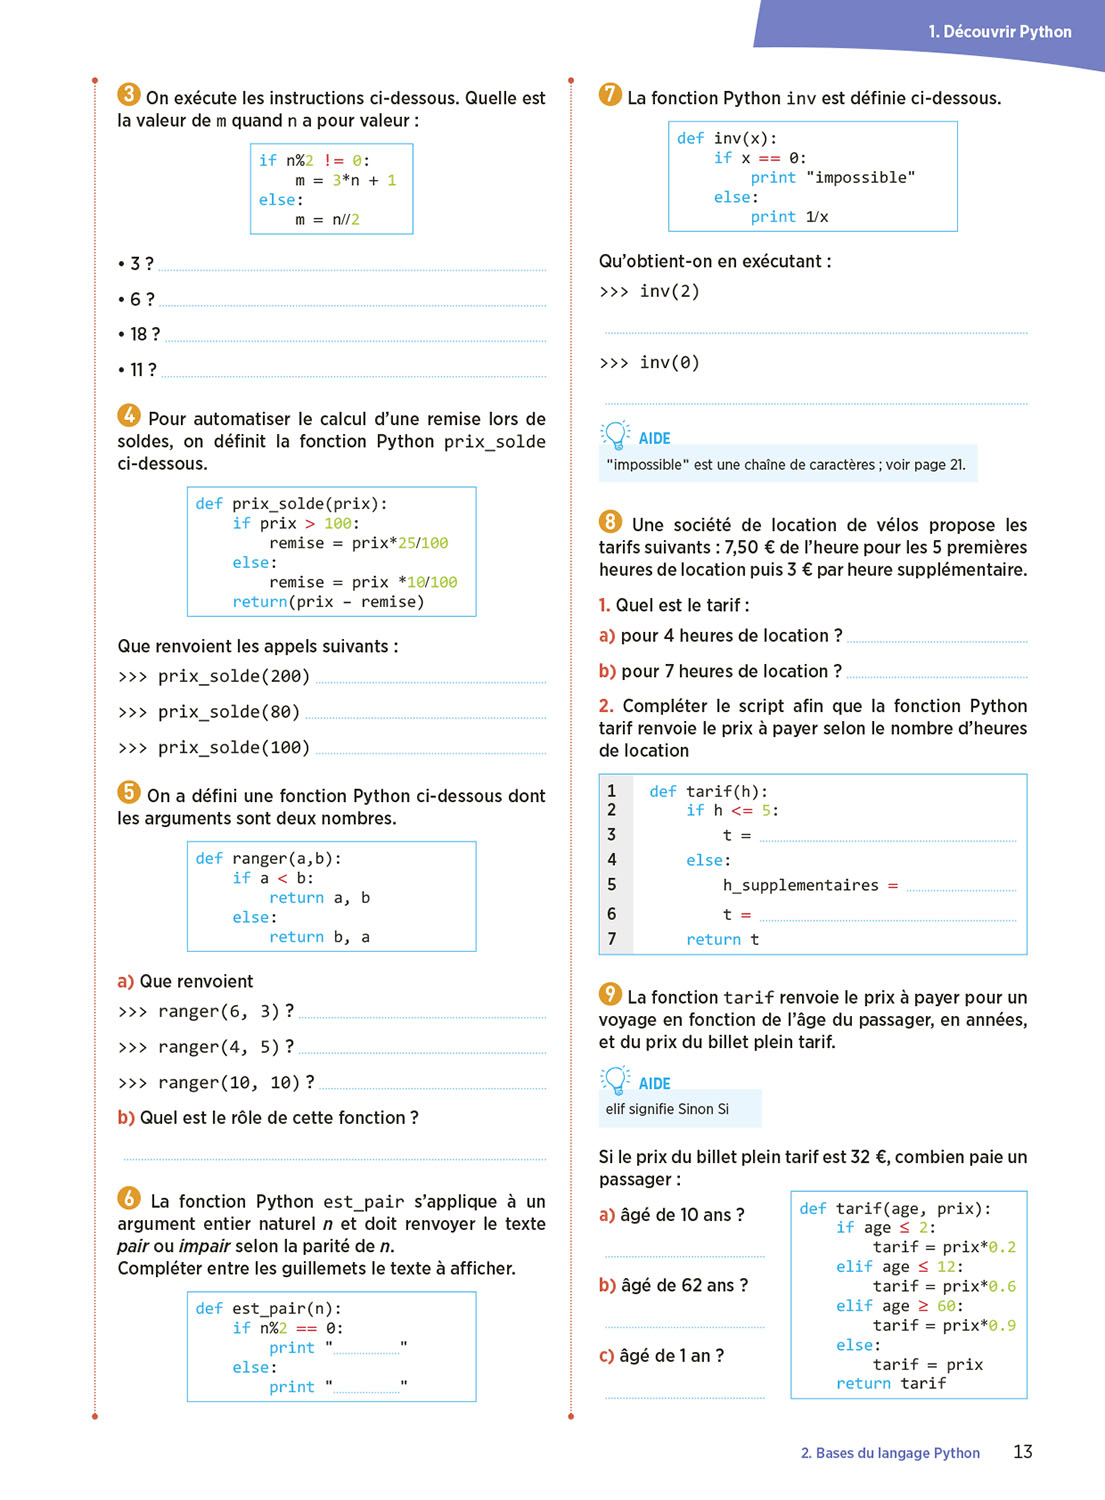 1. Découvrir Python
3 On exécute les instructions ci-dessous. Quelle est
la valeur de m quand n a pour valeur :
if n%2 != 0:
    m = 3*n + 1
else:
    m = n//2
• 3 ?
• 6 ?
• 18 ?
• 11 ?
4 Pour automatiser le calcul d’une remise lors de
soldes, on définit la fonction Python prix_solde
ci-dessous.
def prix_solde(prix):
    if prix > 100:
        remise = prix*25/100
    else:
        remise = prix *10/100
    return(prix – remise)
Que renvoient les appels suivants :
>>> prix_solde(200)
>>> prix_solde(80)
>>> prix_solde(100)
5 On a défini une fonction Python ci-dessous dont
les arguments sont deux nombres.
def ranger(a,b):
    if a < b:
        return a, b
    else:
        return b, a
a) Que renvoient
>>> ranger(6, 3) ?
>>> ranger(4, 5) ?
>>> ranger(10, 10) ?
b) Quel est le rôle de cette fonction ?
6 La fonction Python est_pair s’applique à un
argument entier naturel n et doit renvoyer le texte
pair ou impair selon la parité de n.
Compléter entre les guillemets le texte à afficher.
def est_pair(n):
    if n%2 == 0:
        print "..................."
    else:
        print "..................."
7 La fonction Python inv est définie ci-dessous.
def inv(x):
    if x == 0:
        print "impossible"
    else:
        print 1/x
Qu’obtient-on en exécutant :
>>> inv(2)
>>> inv(0)
AIDE
"impossible" est une chaîne de caractères ; voir page 21.
8 Une société de location de vélos propose les
tarifs suivants : 7,50 € de l’heure pour les 5 premières
heures de location puis 3 € par heure supplémentaire.
1. Quel est le tarif :
a) pour 4 heures de location ?
b) pour 7 heures de location ?
2. Compléter le script afin que la fonction Python
tarif renvoie le prix à payer selon le nombre d’heures
de location
1 def tarif(h):
2     if h <= 5:
3         t =
4     else:
5         h_supplementaires =
6         t =
7     return t
9 La fonction tarif renvoie le prix à payer pour un
voyage en fonction de l’âge du passager, en années,
et du prix du billet plein tarif.
AIDE
elif signifie Sinon Si
Si le prix du billet plein tarif est 32 €, combien paie un
passager :
a) âgé de 10 ans ?
b) âgé de 62 ans ?
c) âgé de 1 an ?
def tarif(age, prix):
    if age ≤ 2:
        tarif = prix*0.2
    elif age ≤ 12:
        tarif = prix*0.6
    elif age ≥ 60:
        tarif = prix*0.9
    else:
        tarif = prix
    return tarif
2. Bases du langage Python 13